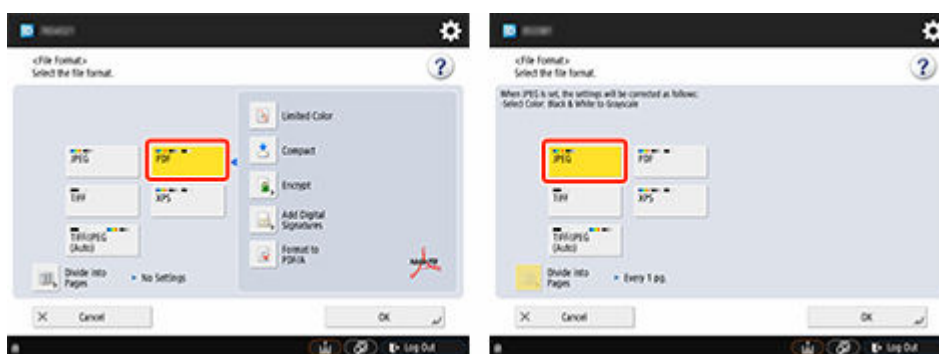 <File Format>
Select the file format.
JPEG
PDF
TIFF
XPS
TIFF/JPEG
(Auto)
Limited Color
Compact
Encrypt
Add Digital
Signatures
Format to
PDF/A
Divide into
Pages
No Settings
Cancel
OK
Log Out
<File Format>
Select the file format.
When JPEG is set, the settings will be corrected as follows:
-Select Color: Black & White to Grayscale
JPEG
PDF
TIFF
XPS
TIFF/JPEG
(Auto)
Divide into
Pages
Every 1 pg.
Cancel
OK
Log Out